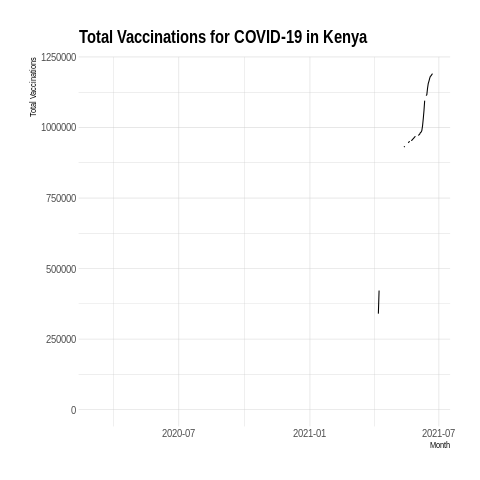 Total Vaccinations for COVID-19 in Kenya
Total Vaccinations
1250000
1000000
750000
500000
250000
0
2020-07 2021-01 2021-07
Month